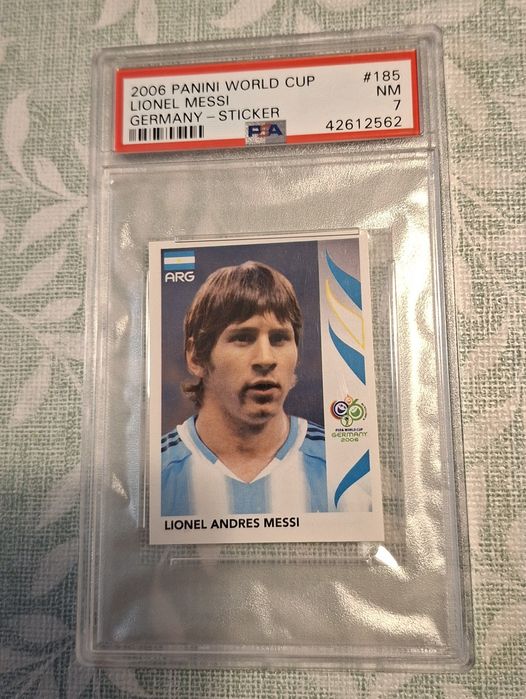 2006 PANINI WORLD CUP #185
LIONEL MESSI NM
GERMANY - STICKER 7
PSA 42612562
ARG
FIFA WORLD CUP
GERMANY
2006
LIONEL ANDRES MESSI